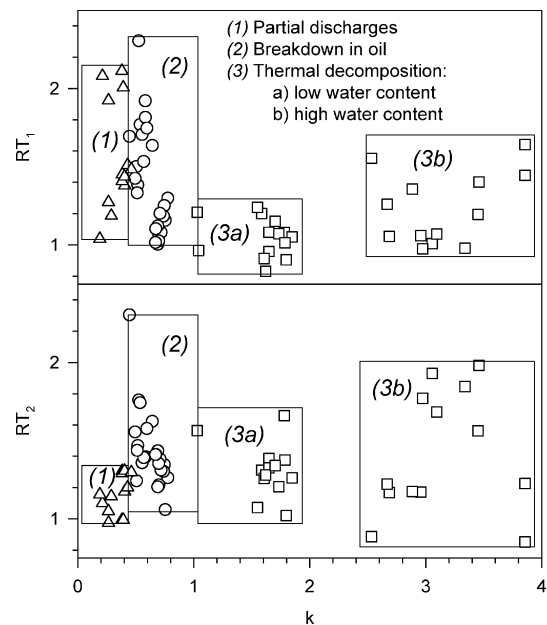 (1) Partial discharges
(2) Breakdown in oil
(3) Thermal decomposition:
a) low water content
b) high water content
RT1
2
1
(1)
(2)
(3a)
(3b)
RT2
2
1
(1)
(2)
(3a)
(3b)
0 1 2 3 4
k